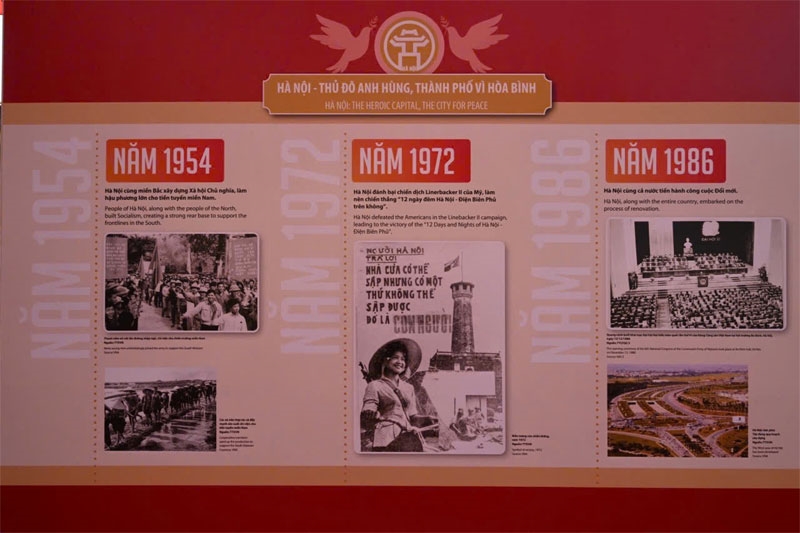 HÀ NỘI
HÀ NỘI - THỦ ĐÔ ANH HÙNG, THÀNH PHỐ VÌ HÒA BÌNH
HA NOI: THE HEROIC CAPITAL, THE CITY FOR PEACE
NĂM 1954
NĂM 1954
Hà Nội cùng miền Bắc xây dựng Xã hội Chủ nghĩa, làm
hậu phương lớn cho tiền tuyến miền Nam.
People of Hà Nội, along with the people of the North,
built Socialism, creating a strong rear base to support the
frontlines in the South.
NĂM 1972
NĂM 1972
Hà Nội đánh bại chiến dịch Linerbacker II của Mỹ, làm
nên chiến thắng "12 ngày đêm Hà Nội - Điện Biên Phủ
trên không".
Hà Nội defeated the Americans in the Linebacker II campaign,
leading to the victory of the "12 Days and Nights of Hà Nội -
Điện Biên Phủ".
NGƯỜI HÀ NỘI
TRẢ LỜI
NHÀ CỬA CÓ THỂ
SẬP NHƯNG CÓ MỘT
THỨ KHÔNG THỂ
SẬP ĐƯỢC
ĐÓ LÀ CON NGƯỜI
NĂM 1986
NĂM 1986
Hà Nội cùng cả nước tiến hành công cuộc Đổi mới.
Hà Nội, along with the entire country, embarked on the
process of renovation.